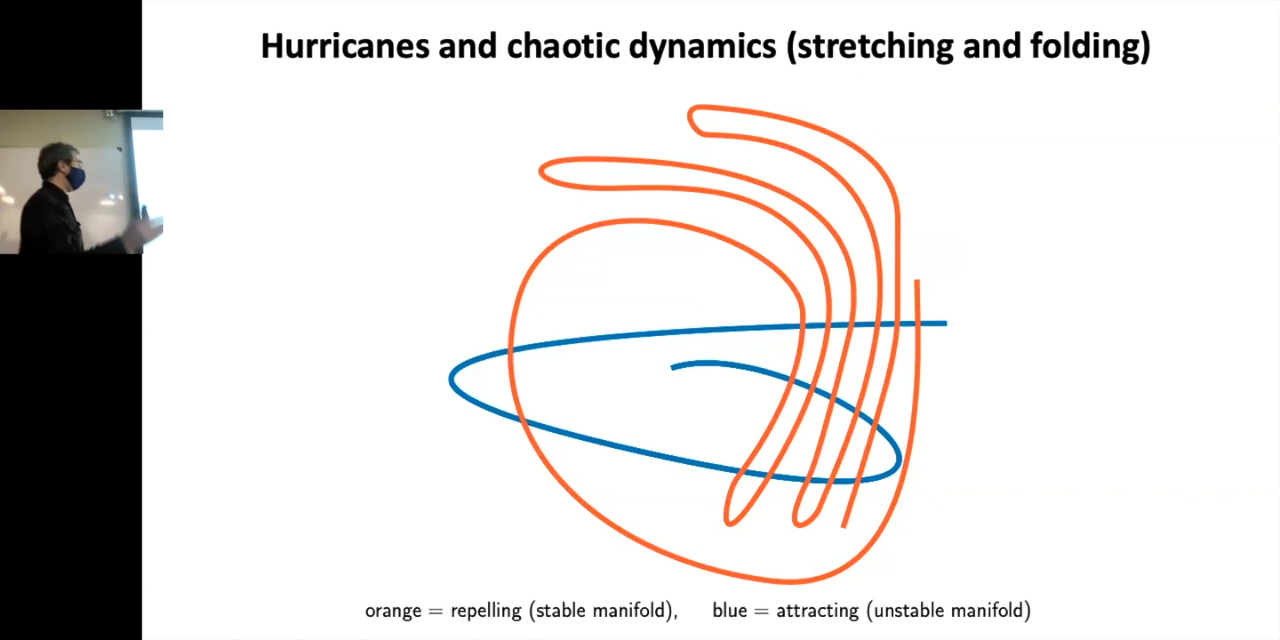 Hurricanes and chaotic dynamics (stretching and folding)
orange = repelling (stable manifold), blue = attracting (unstable manifold)